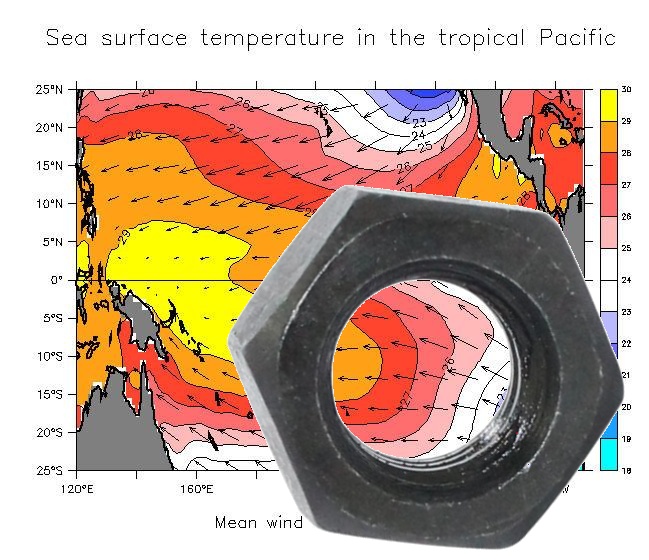 Sea surface temperature in the tropical Pacific
25°N
20°N
15°N
10°N
5°N
0°
5°S
10°S
15°S
20°S
25°S
120°E
160°E
W
30
29
28
27
26
25
24
23
22
21
20
19
18
26
26
27
28
23
24
25
26
27
28
29
26
27
23
Mean wind